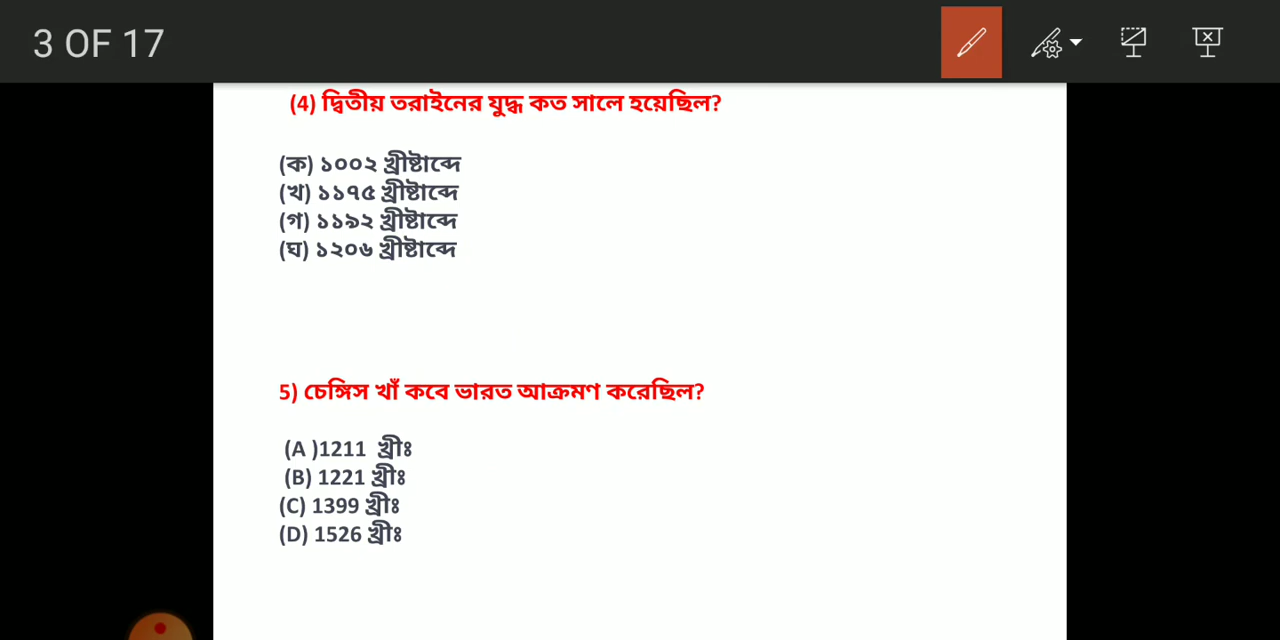 3 OF 17
(4) দ্বিতীয় তরাইনের যুদ্ধ কত সালে হয়েছিল?
(ক) ১০০২ খ্রীষ্টাব্দে
(খ) ১১৭৫ খ্রীষ্টাব্দে
(গ) ১১৯২ খ্রীষ্টাব্দে
(ঘ) ১২০৬ খ্রীষ্টাব্দে
5) চেঙ্গিস খাঁ কবে ভারত আক্রমণ করেছিল?
(A )1211 খ্রীঃ
(B) 1221 খ্রীঃ
(C) 1399 খ্রীঃ
(D) 1526 খ্রীঃ